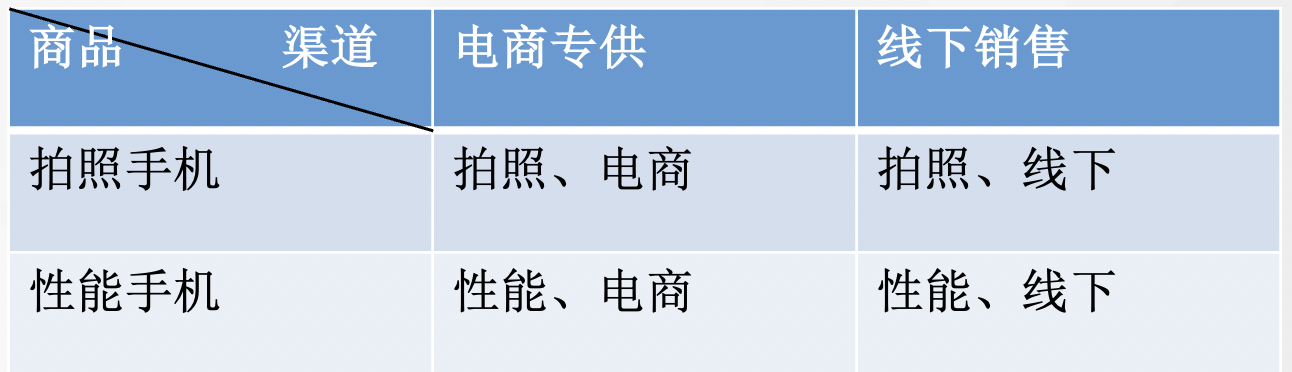 商品 渠道 电商专供 线下销售
拍照手机 拍照、电商 拍照、线下
性能手机 性能、电商 性能、线下